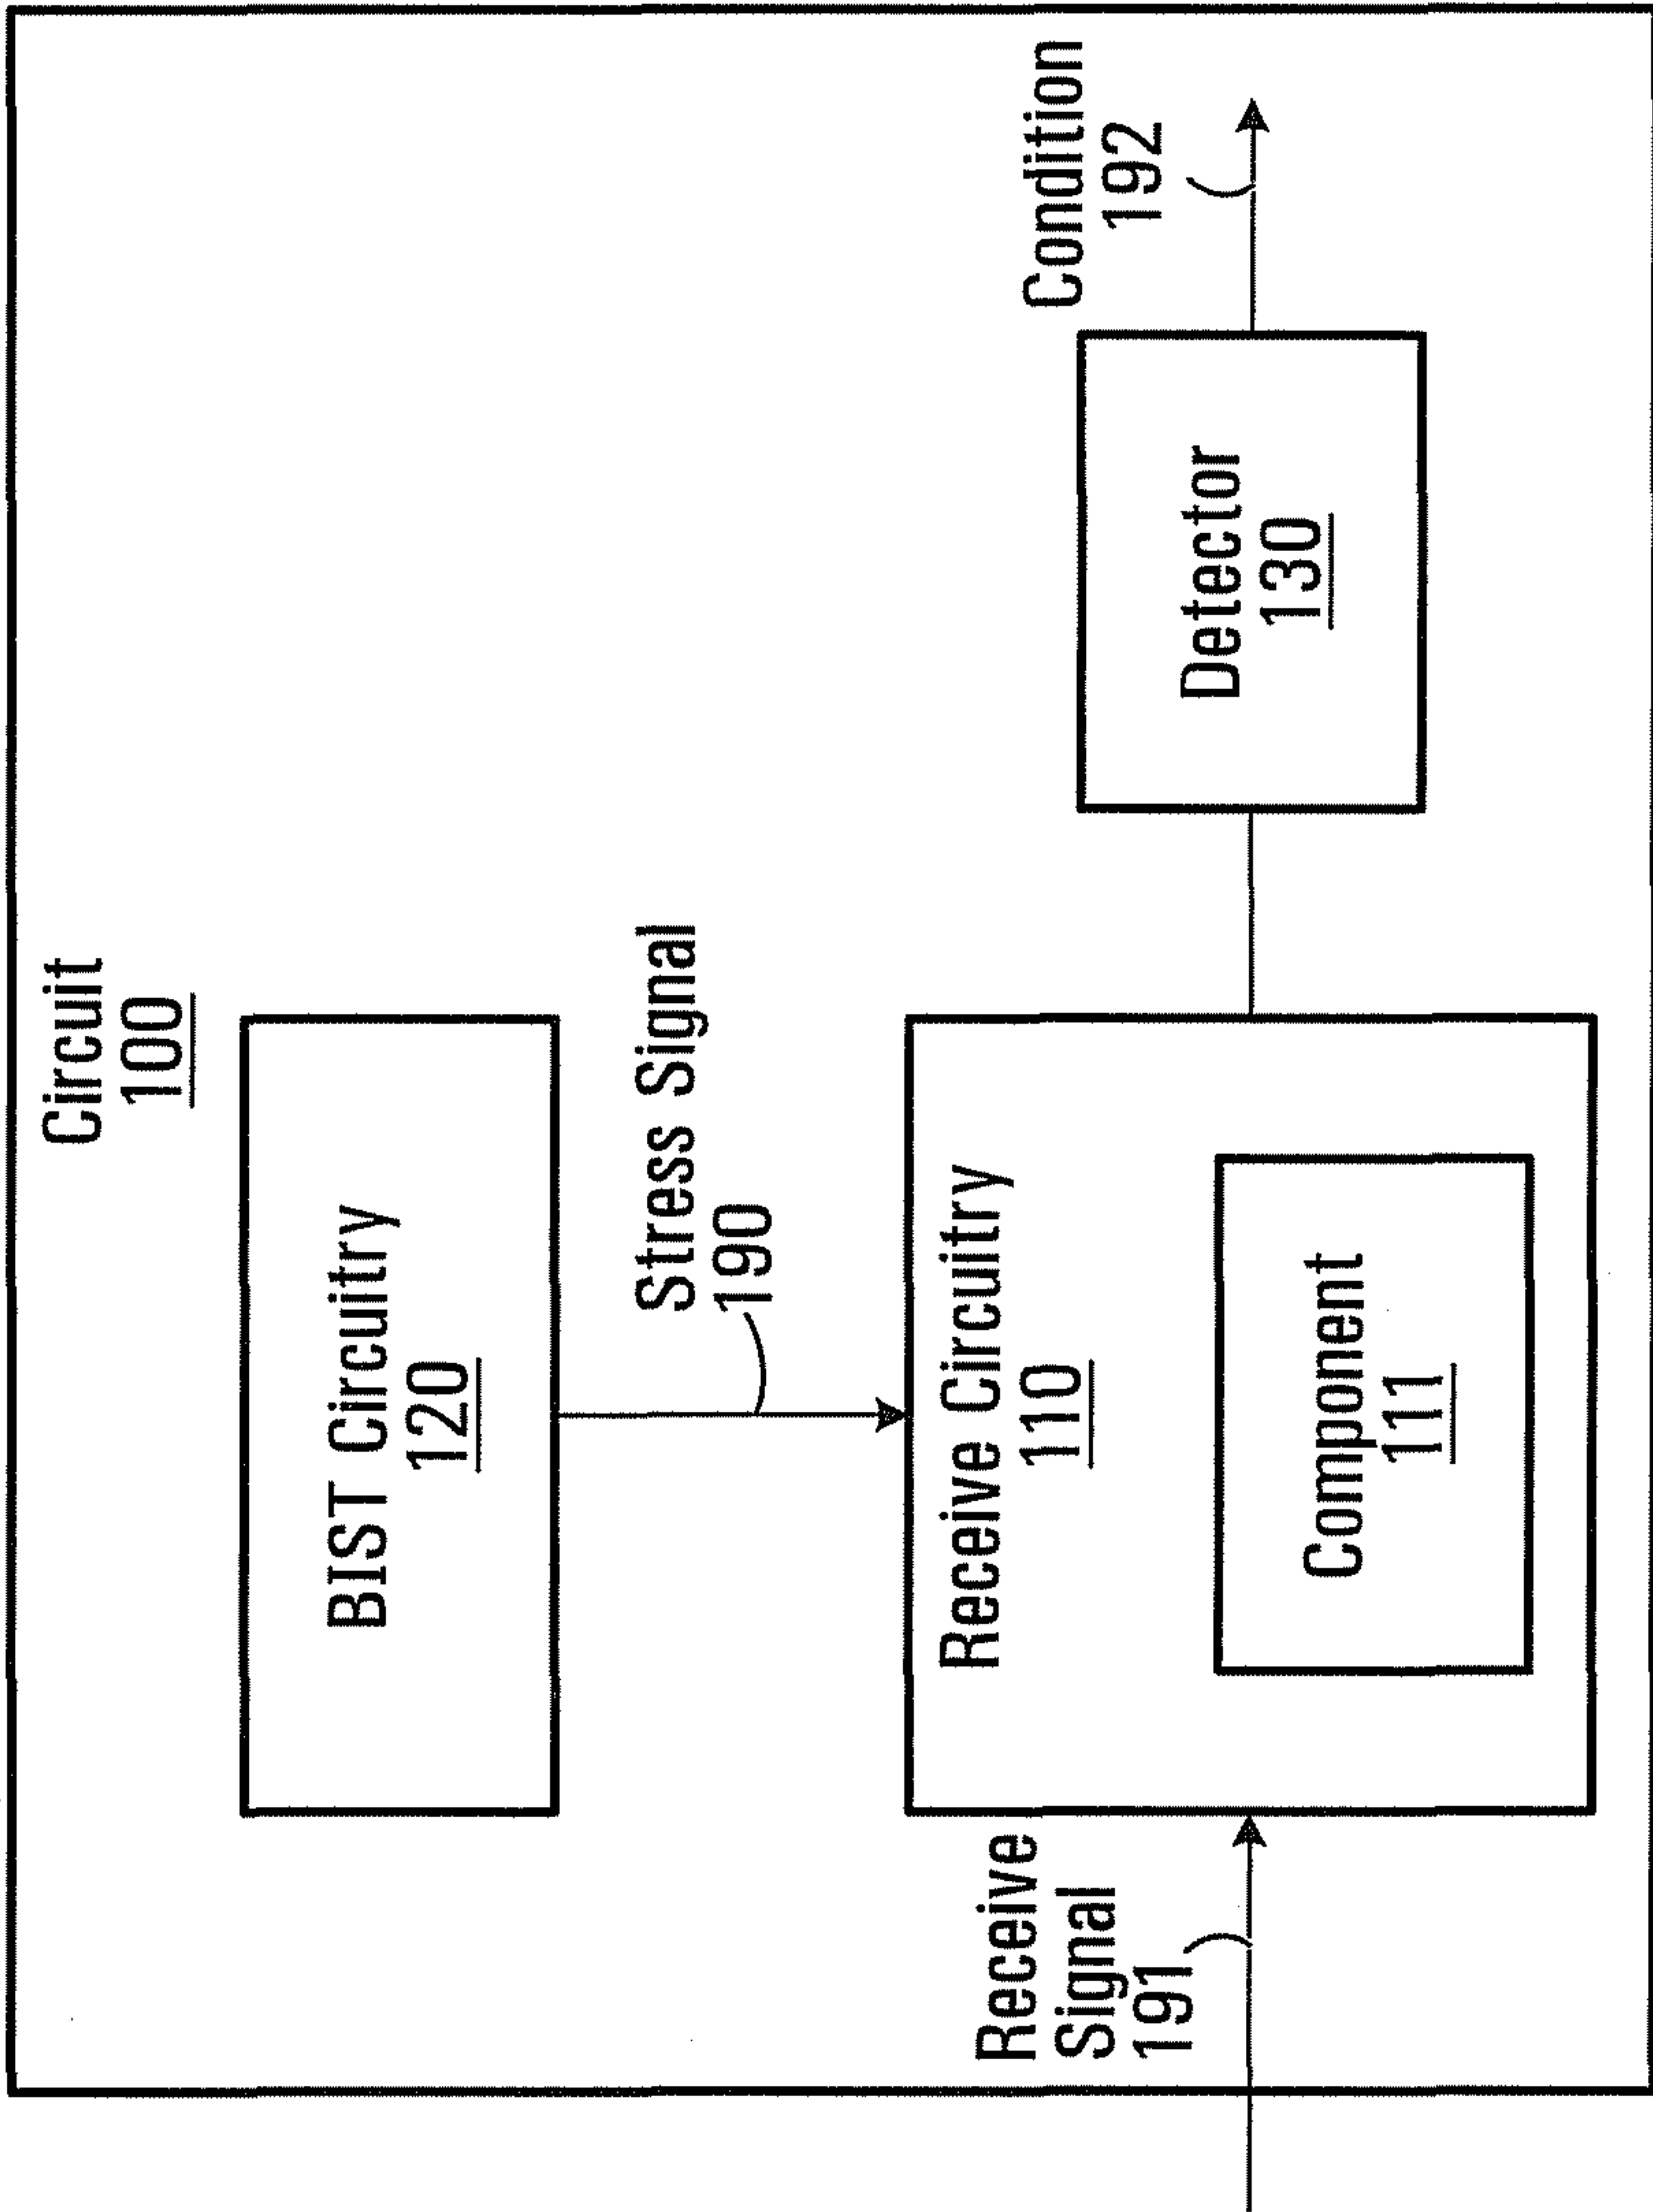 Circuit
100
BIST Circuitry
120
Stress Signal
190
Receive
Signal
191
Receive Circuitry
110
Component
111
Detector
130
Condition
192